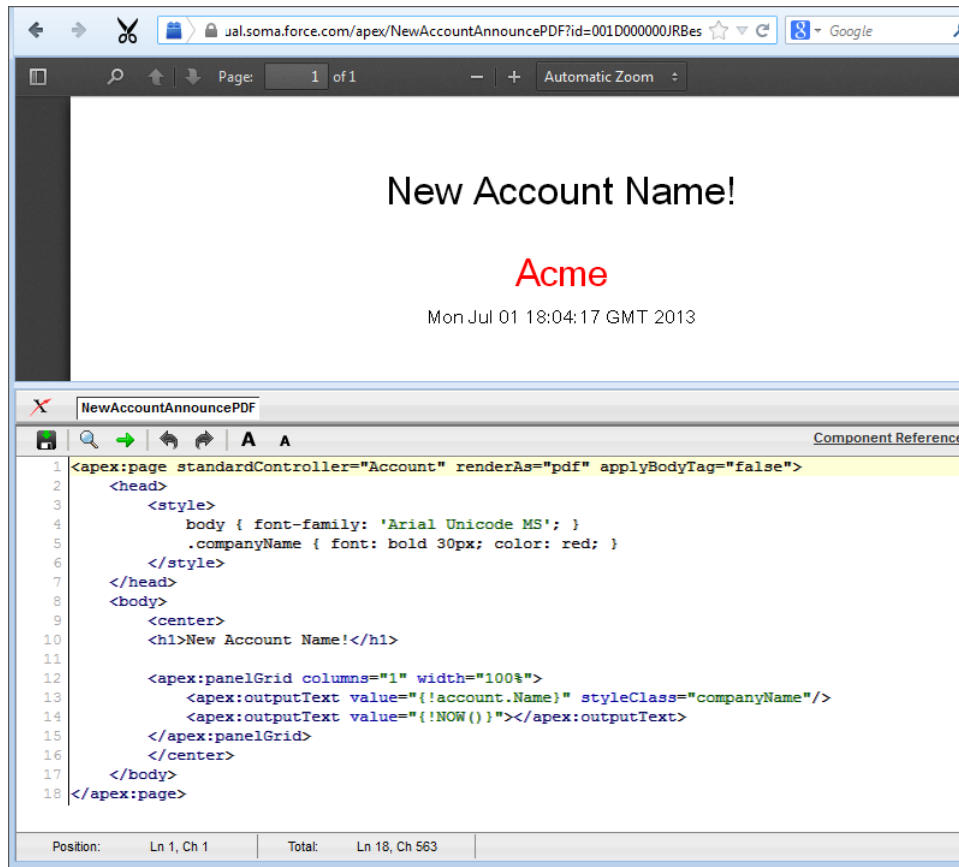 ual.soma.force.com/apex/NewAccountAnnouncePDF?id=001D000000JRBes
Google
Page: 1 of 1 Automatic Zoom
New Account Name!
Acme
Mon Jul 01 18:04:17 GMT 2013
NewAccountAnnouncePDF
A A Component Reference
1 <apex:page standardController="Account" renderAs="pdf" applyBodyTag="false">
2     <head>
3         <style>
4             body { font-family: 'Arial Unicode MS'; }
5             .companyName { font: bold 30px; color: red; }
6         </style>
7     </head>
8     <body>
9         <center>
10         <h1>New Account Name!</h1>
11
12         <apex:panelGrid columns="1" width="100%">
13             <apex:outputText value="{!account.Name}" styleClass="companyName"/>
14             <apex:outputText value="{!NOW()}"></apex:outputText>
15         </apex:panelGrid>
16         </center>
17     </body>
18 </apex:page>
Position: Ln 1, Ch 1 Total: Ln 18, Ch 563